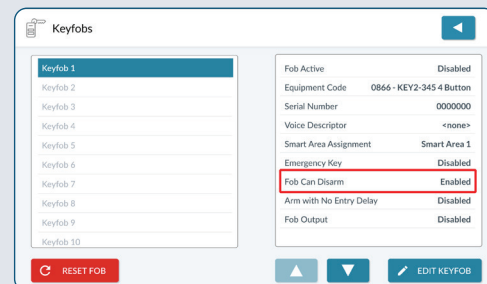 Keyfobs
Keyfob 1
Keyfob 2
Keyfob 3
Keyfob 4
Keyfob 5
Keyfob 6
Keyfob 7
Keyfob 8
Keyfob 9
Keyfob 10
Fob Active Disabled
Equipment Code 0866 - KEY2-345 4 Button
Serial Number 0000000
Voice Descriptor <none>
Smart Area Assignment Smart Area 1
Emergency Key Disabled
Fob Can Disarm Enabled
Arm with No Entry Delay Disabled
Fob Output Disabled
RESET FOB
EDIT KEYFOB